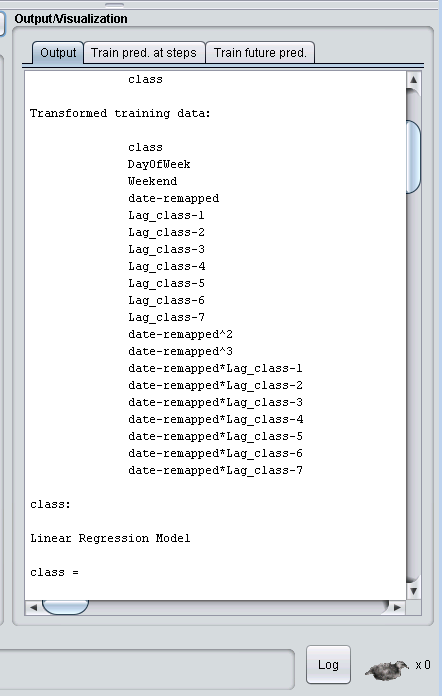 Output/Visualization
Output
Train pred. at steps
Train future pred.
class
Transformed training data:
class
DayOfWeek
Weekend
date-remapped
Lag_class-1
Lag_class-2
Lag_class-3
Lag_class-4
Lag_class-5
Lag_class-6
Lag_class-7
date-remapped^2
date-remapped^3
date-remapped*Lag_class-1
date-remapped*Lag_class-2
date-remapped*Lag_class-3
date-remapped*Lag_class-4
date-remapped*Lag_class-5
date-remapped*Lag_class-6
date-remapped*Lag_class-7
class:
Linear Regression Model
class =
Log
x 0